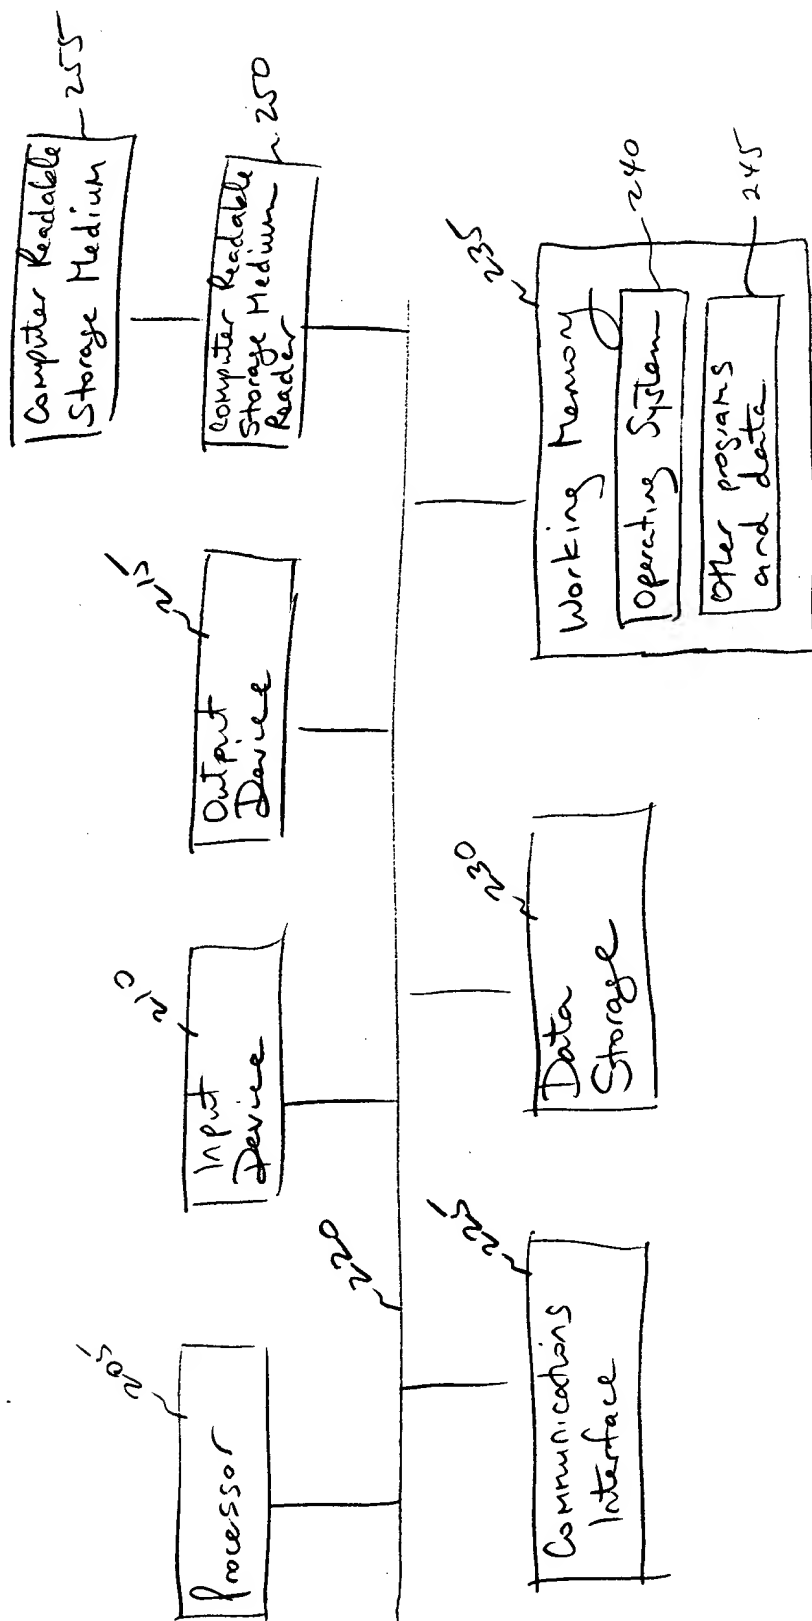 Processor
205
Input
Device
210
Output
Device
215
Computer Readable
Storage Medium
255
Computer Readable
Storage Medium
Reader
250
220
Communications
Interface
225
Data
Storage
230
Working Memory
235
Operating System
240
Other programs
and data
245